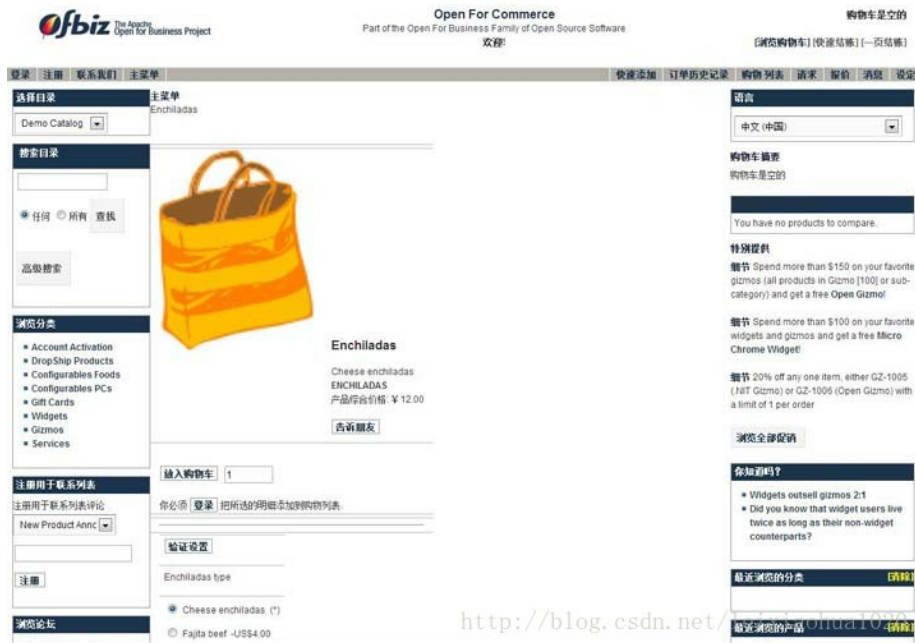 Ofbiz The Apache
Open for Business Project
Open For Commerce
Part of the Open For Business Family of Open Source Software
欢迎!
购物车是空的
[浏览购物车] [快速结账] [一页结账]
登录 注册 联系我们 主菜单
快速添加 订单历史记录 购物列表 请求 报价 消息 设定
选择目录
Demo Catalog
搜索目录
任何 所有 查找
高级搜索
浏览分类
Account Activation
DropShip Products
Configurables Foods
Configurables PCs
Gift Cards
Widgets
Gizmos
Services
注册用于联系列表
注册用于联系列表评论
New Product Annc
注册
浏览论坛
主菜单
Enchiladas
Enchiladas
Cheese enchiladas
ENCHILADAS
产品综合价格: ¥ 12.00
告诉朋友
放入购物车 1
你必须 登录 把所选的明细添加到购物列表.
验证设置
Enchiladas type
Cheese enchiladas (*)
Fajita beef -US$4.00
语言
中文 (中国)
购物车摘要
购物车是空的
You have no products to compare.
特别提供
细节 Spend more than $150 on your favorite
gizmos (all products in Gizmo [100] or sub-
category) and get a free Open Gizmo!
细节 Spend more than $100 on your favorite
widgets and gizmos and get a free Micro
Chrome Widget!
细节 20% off any one item, either GZ-1005
(.NIT Gizmo) or GZ-1006 (Open Gizmo) with
a limit of 1 per order
浏览全部促销
你知道吗?
Widgets outsell gizmos 2:1
Did you know that widget users live
twice as long as their non-widget
counterparts?
最近浏览的分类 [清除]
最近浏览的产品 [清除]
http://blog.csdn.net/